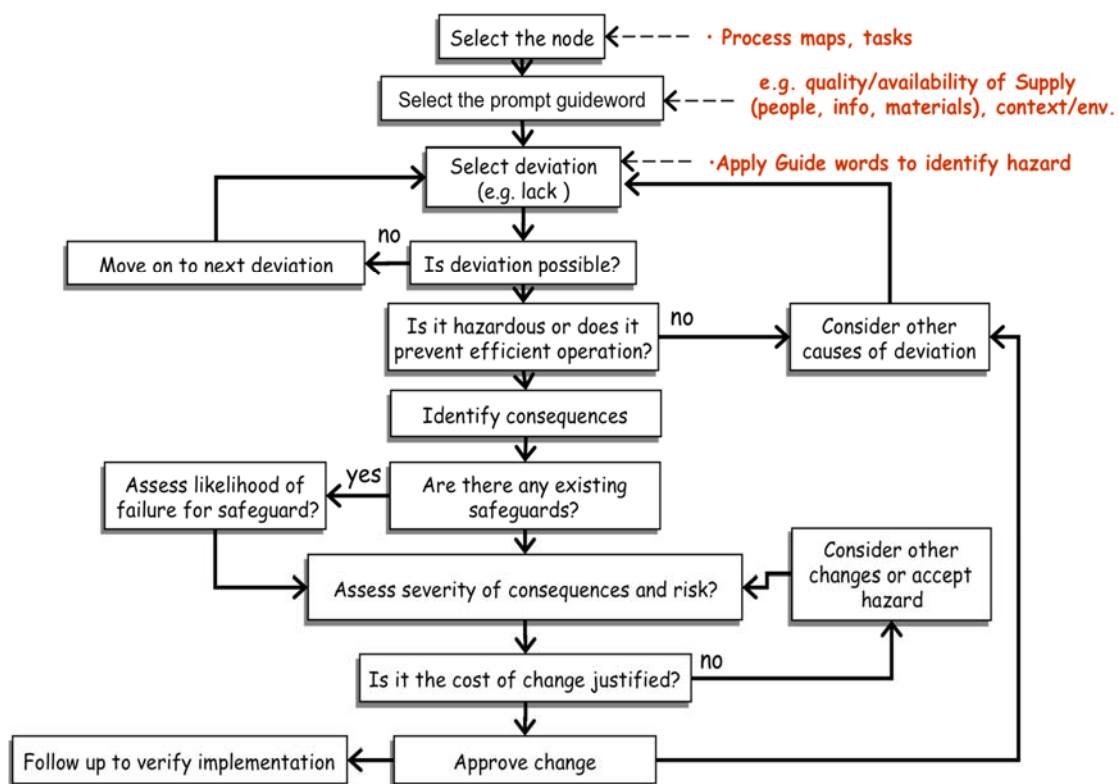 Select the node
· Process maps, tasks
Select the prompt guideword
e.g. quality/availability of Supply
(people, info, materials), context/env.
Select deviation
(e.g. lack )
·Apply Guide words to identify hazard
no
Move on to next deviation
Is deviation possible?
Is it hazardous or does it
prevent efficient operation?
no
Consider other
causes of deviation
Identify consequences
Assess likelihood of
failure for safeguard?
yes
Are there any existing
safeguards?
Consider other
changes or accept
hazard
Assess severity of consequences and risk?
Is it the cost of change justified?
no
Follow up to verify implementation
Approve change